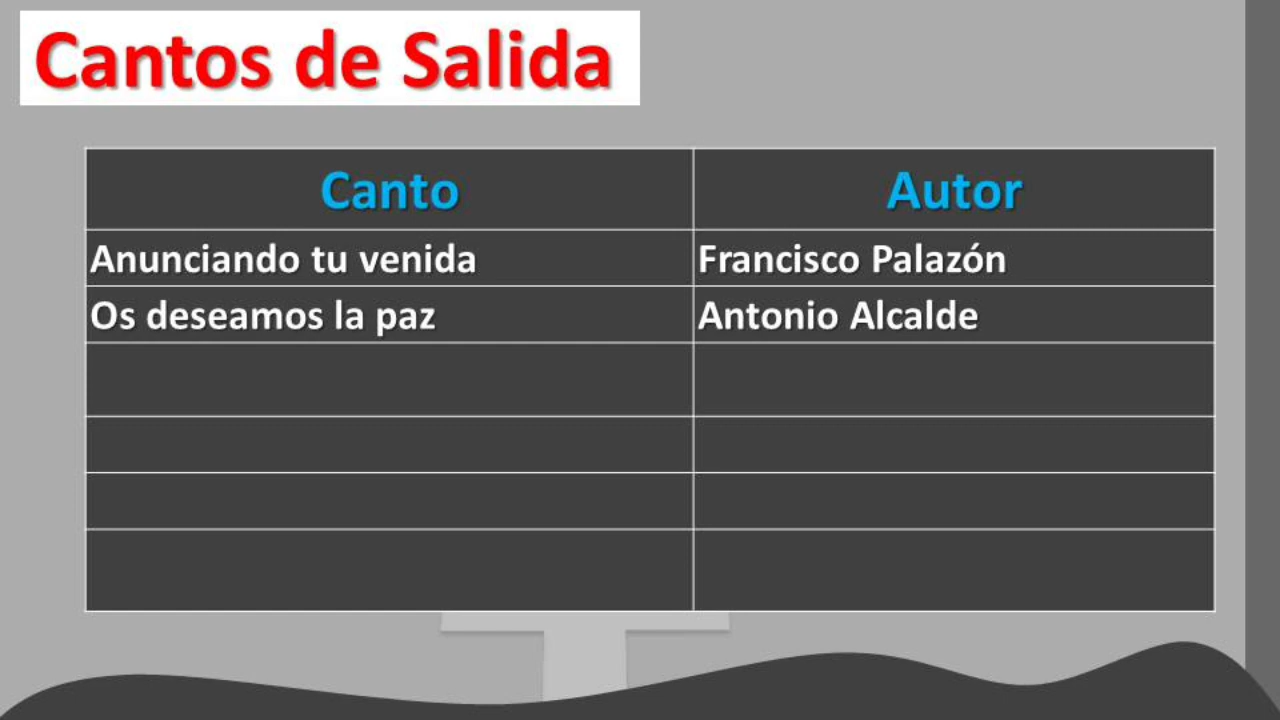 Cantos de Salida
Canto Autor
Anunciando tu venida Francisco Palazón
Os deseamos la paz Antonio Alcalde